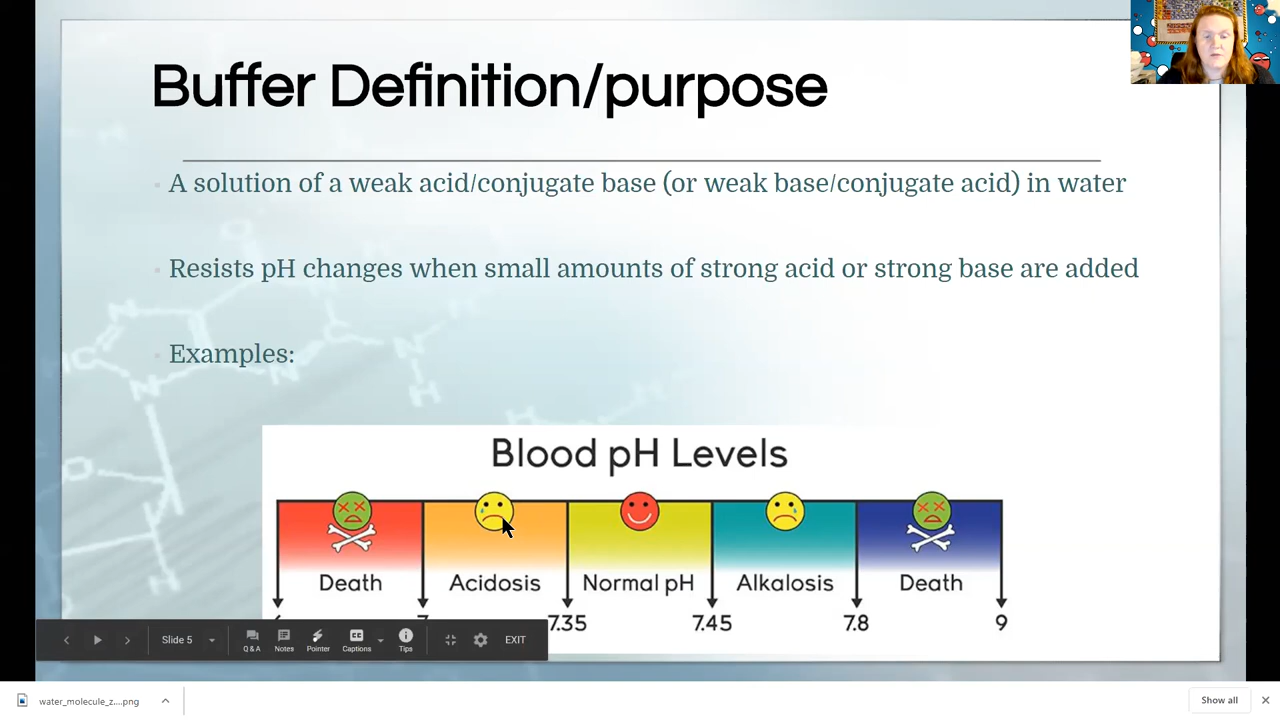 Buffer Definition/purpose
A solution of a weak acid/conjugate base (or weak base/conjugate acid) in water
Resists pH changes when small amounts of strong acid or strong base are added
Examples:
Blood pH Levels
Death Acidosis Normal pH Alkalosis Death
7.35 7.45 7.8 9
Slide 5 Q & A Notes Pointer Captions Tips EXIT
water_molecule_z....png Show all